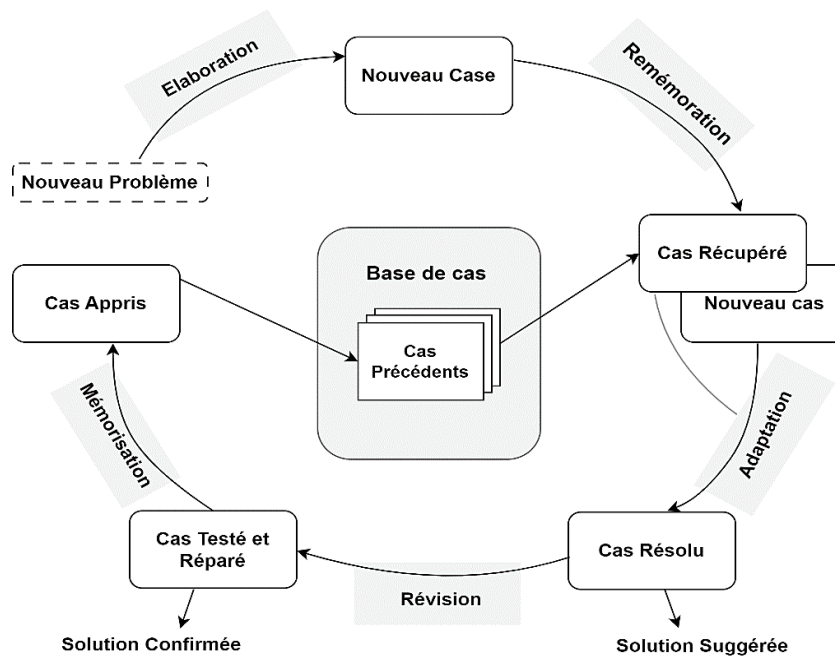 Elaboration
Nouveau Case
Remémoration
Nouveau Problème
Cas Récupéré
Nouveau cas
Base de cas
Cas
Précédents
Cas Appris
Mémorisation
Adaptation
Cas Testé et
Réparé
Révision
Cas Résolu
Solution Confirmée
Solution Suggérée